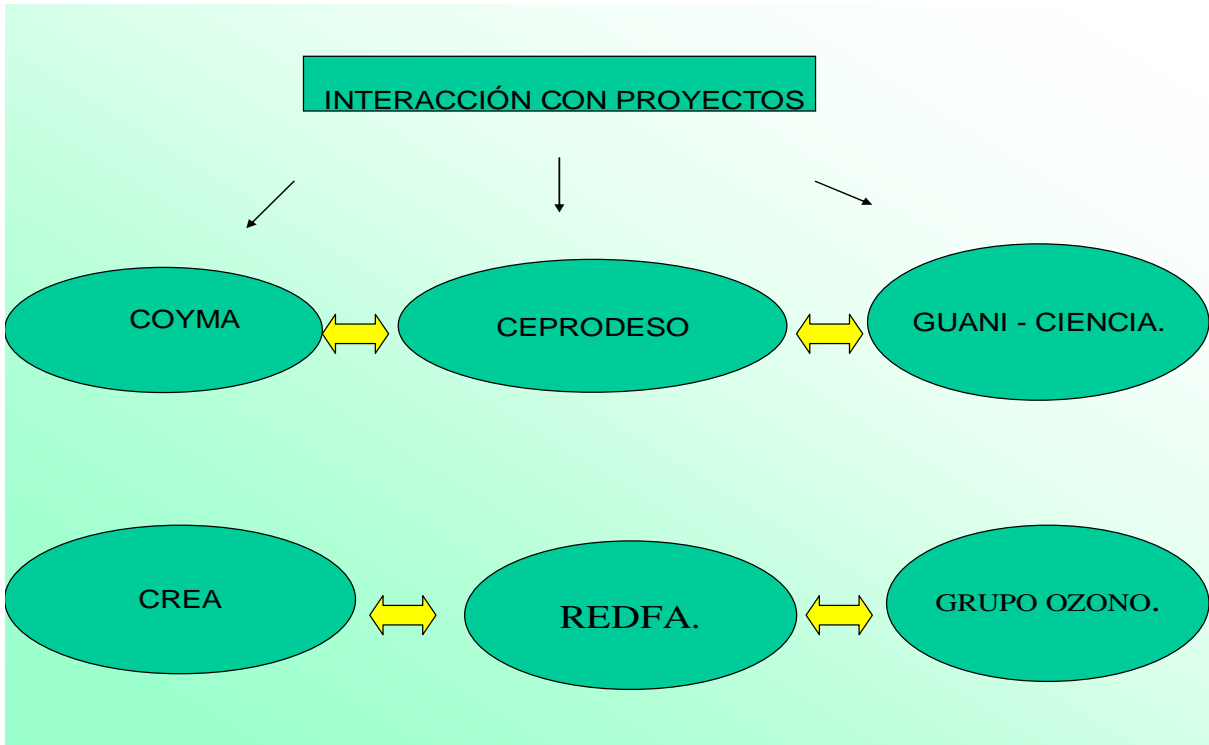 INTERACCIÓN CON PROYECTOS
COYMA
CEPRODESO
GUANI - CIENCIA.
CREA
REDFA.
GRUPO OZONO.